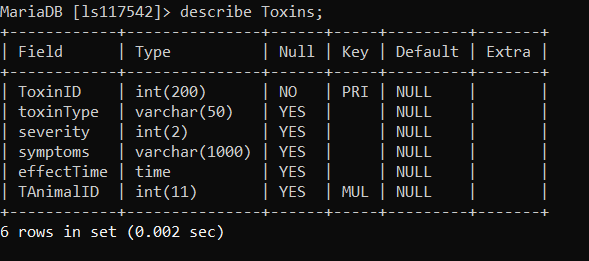 MariaDB [ls117542]> describe Toxins;
+------------+---------------+------+-----+---------+-------+
| Field      | Type          | Null | Key | Default | Extra |
+------------+---------------+------+-----+---------+-------+
| ToxinID    | int(200)      | NO   | PRI | NULL    |       |
| toxinType  | varchar(50)   | YES  |     | NULL    |       |
| severity   | int(2)        | YES  |     | NULL    |       |
| symptoms   | varchar(1000) | YES  |     | NULL    |       |
| effectTime | time          | YES  |     | NULL    |       |
| TAnimalID  | int(11)       | YES  | MUL | NULL    |       |
+------------+---------------+------+-----+---------+-------+
6 rows in set (0.002 sec)